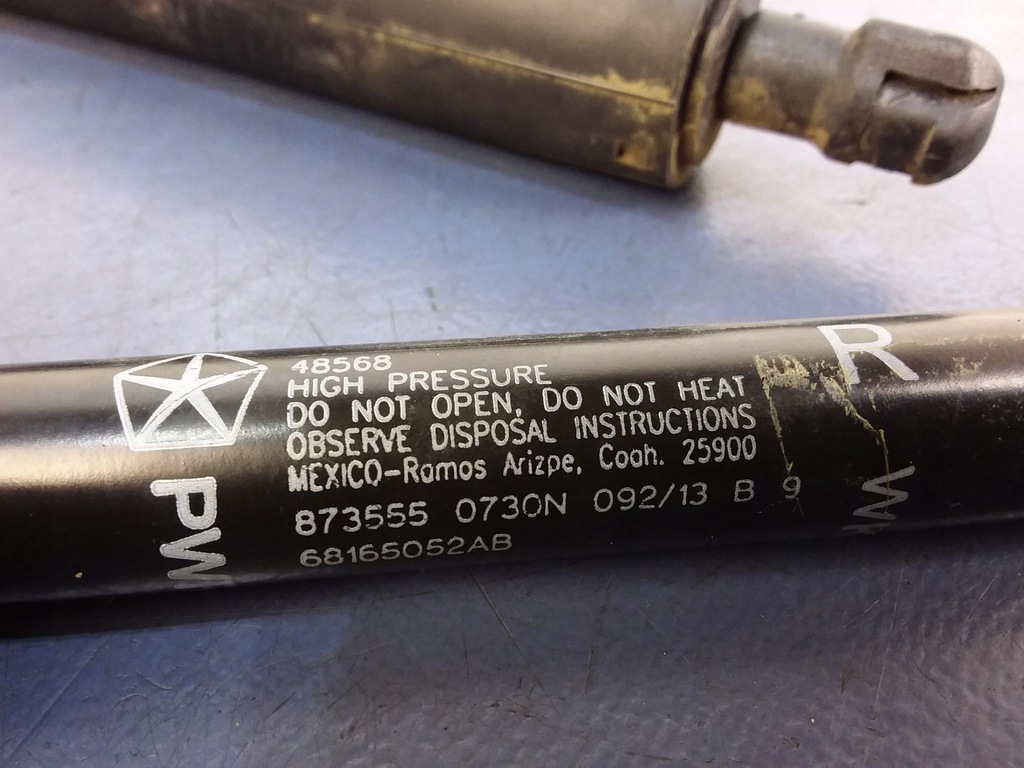 48568
HIGH PRESSURE
DO NOT OPEN, DO NOT HEAT
OBSERVE DISPOSAL INSTRUCTIONS
MEXICO-Ramos Arizpe, Coah. 25900
873555 0730N 092/13 B 9
68165052AB
PW
R
W